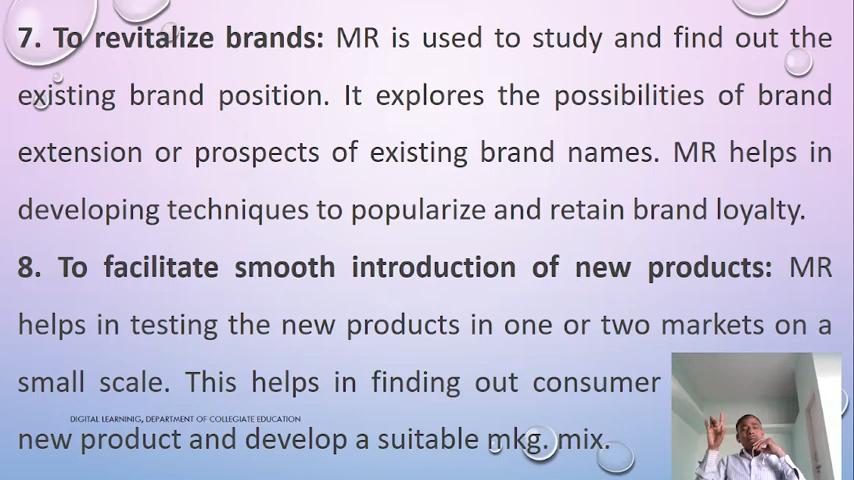 7. To revitalize brands: MR is used to study and find out the
existing brand position. It explores the possibilities of brand
extension or prospects of existing brand names. MR helps in
developing techniques to popularize and retain brand loyalty.
8. To facilitate smooth introduction of new products: MR
helps in testing the new products in one or two markets on a
small scale. This helps in finding out consumer
DIGITAL LEARNING, DEPARTMENT OF COLLEGIATE EDUCATION
new product and develop a suitable mkg. mix.